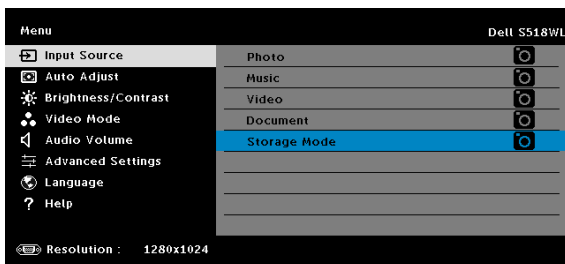 Menu
Dell S518WL
Input Source
Auto Adjust
Brightness/Contrast
Video Mode
Audio Volume
Advanced Settings
Language
? Help
Photo
Music
Video
Document
Storage Mode
Resolution : 1280x1024